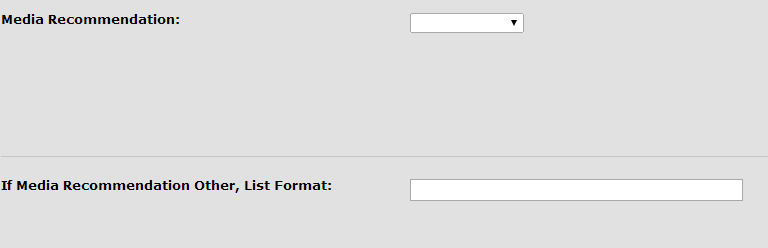 Media Recommendation:
If Media Recommendation Other, List Format: